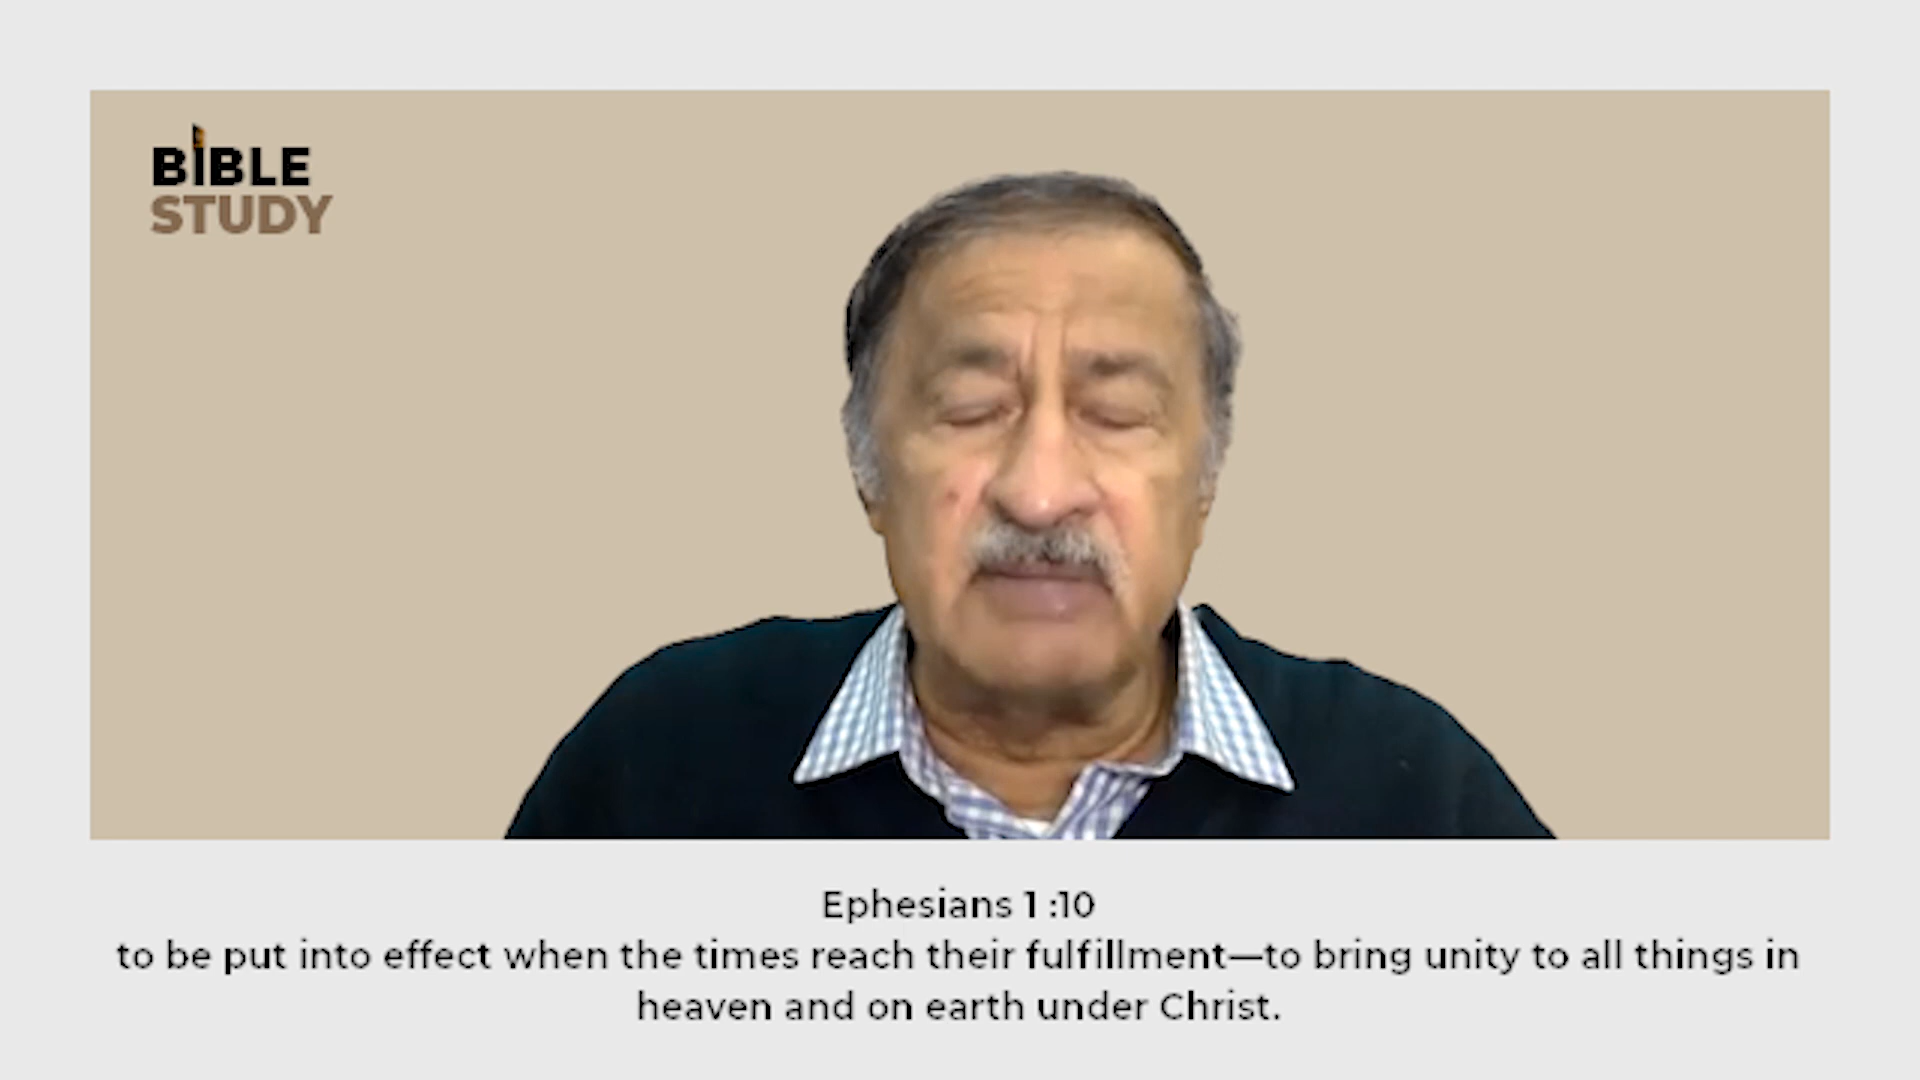 BIBLE
STUDY
Ephesians 1 :10
to be put into effect when the times reach their fulfillment—to bring unity to all things in
heaven and on earth under Christ.